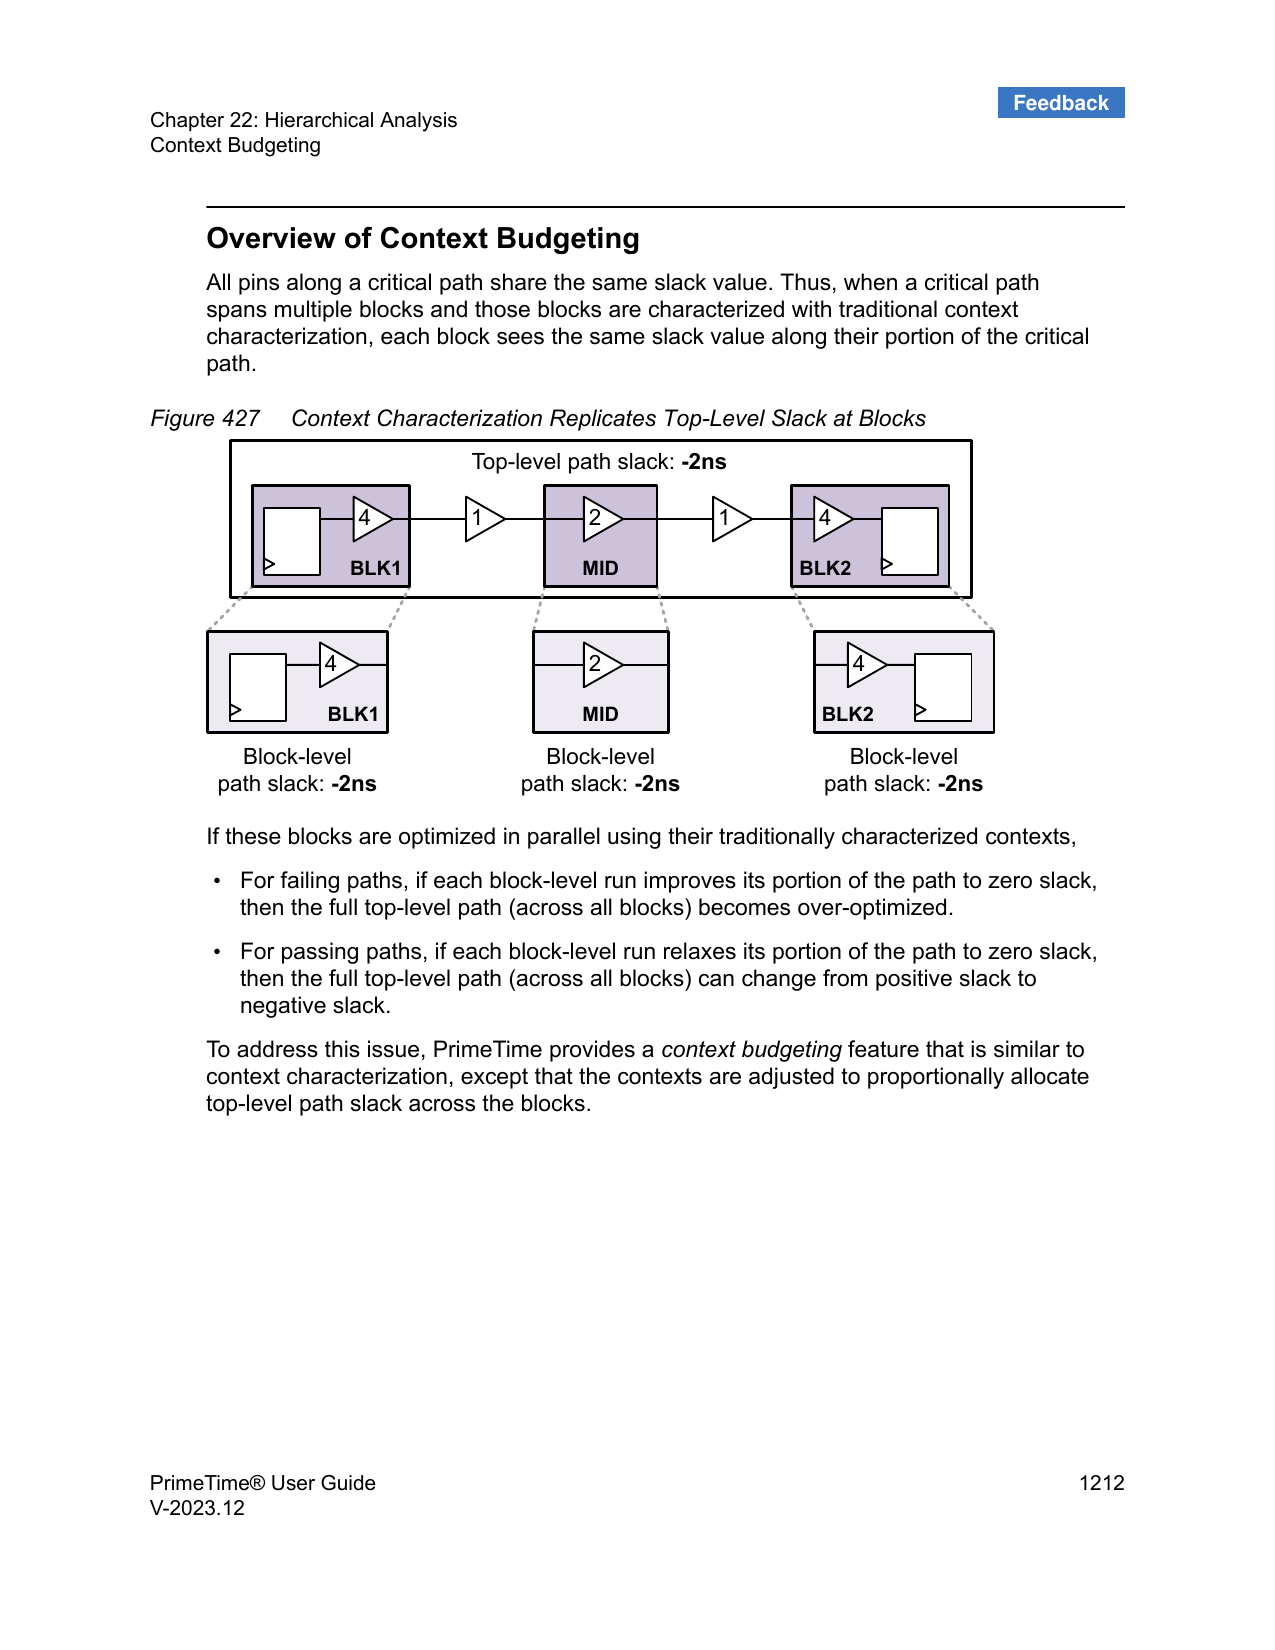 Feedback
Chapter 22: Hierarchical Analysis
Context Budgeting
Overview of Context Budgeting
All pins along a critical path share the same slack value. Thus, when a critical path
spans multiple blocks and those blocks are characterized with traditional context
characterization, each block sees the same slack value along their portion of the critical
path.
Figure 427 Context Characterization Replicates Top-Level Slack at Blocks
Top-level path slack: -2ns
4 1 2 1 4
BLK1 MID BLK2
4 2 4
BLK1 MID BLK2
Block-level Block-level Block-level
path slack: -2ns path slack: -2ns path slack: -2ns
If these blocks are optimized in parallel using their traditionally characterized contexts,
• For failing paths, if each block-level run improves its portion of the path to zero slack,
then the full top-level path (across all blocks) becomes over-optimized.
• For passing paths, if each block-level run relaxes its portion of the path to zero slack,
then the full top-level path (across all blocks) can change from positive slack to
negative slack.
To address this issue, PrimeTime provides a context budgeting feature that is similar to
context characterization, except that the contexts are adjusted to proportionally allocate
top-level path slack across the blocks.
PrimeTime® User Guide 1212
V-2023.12